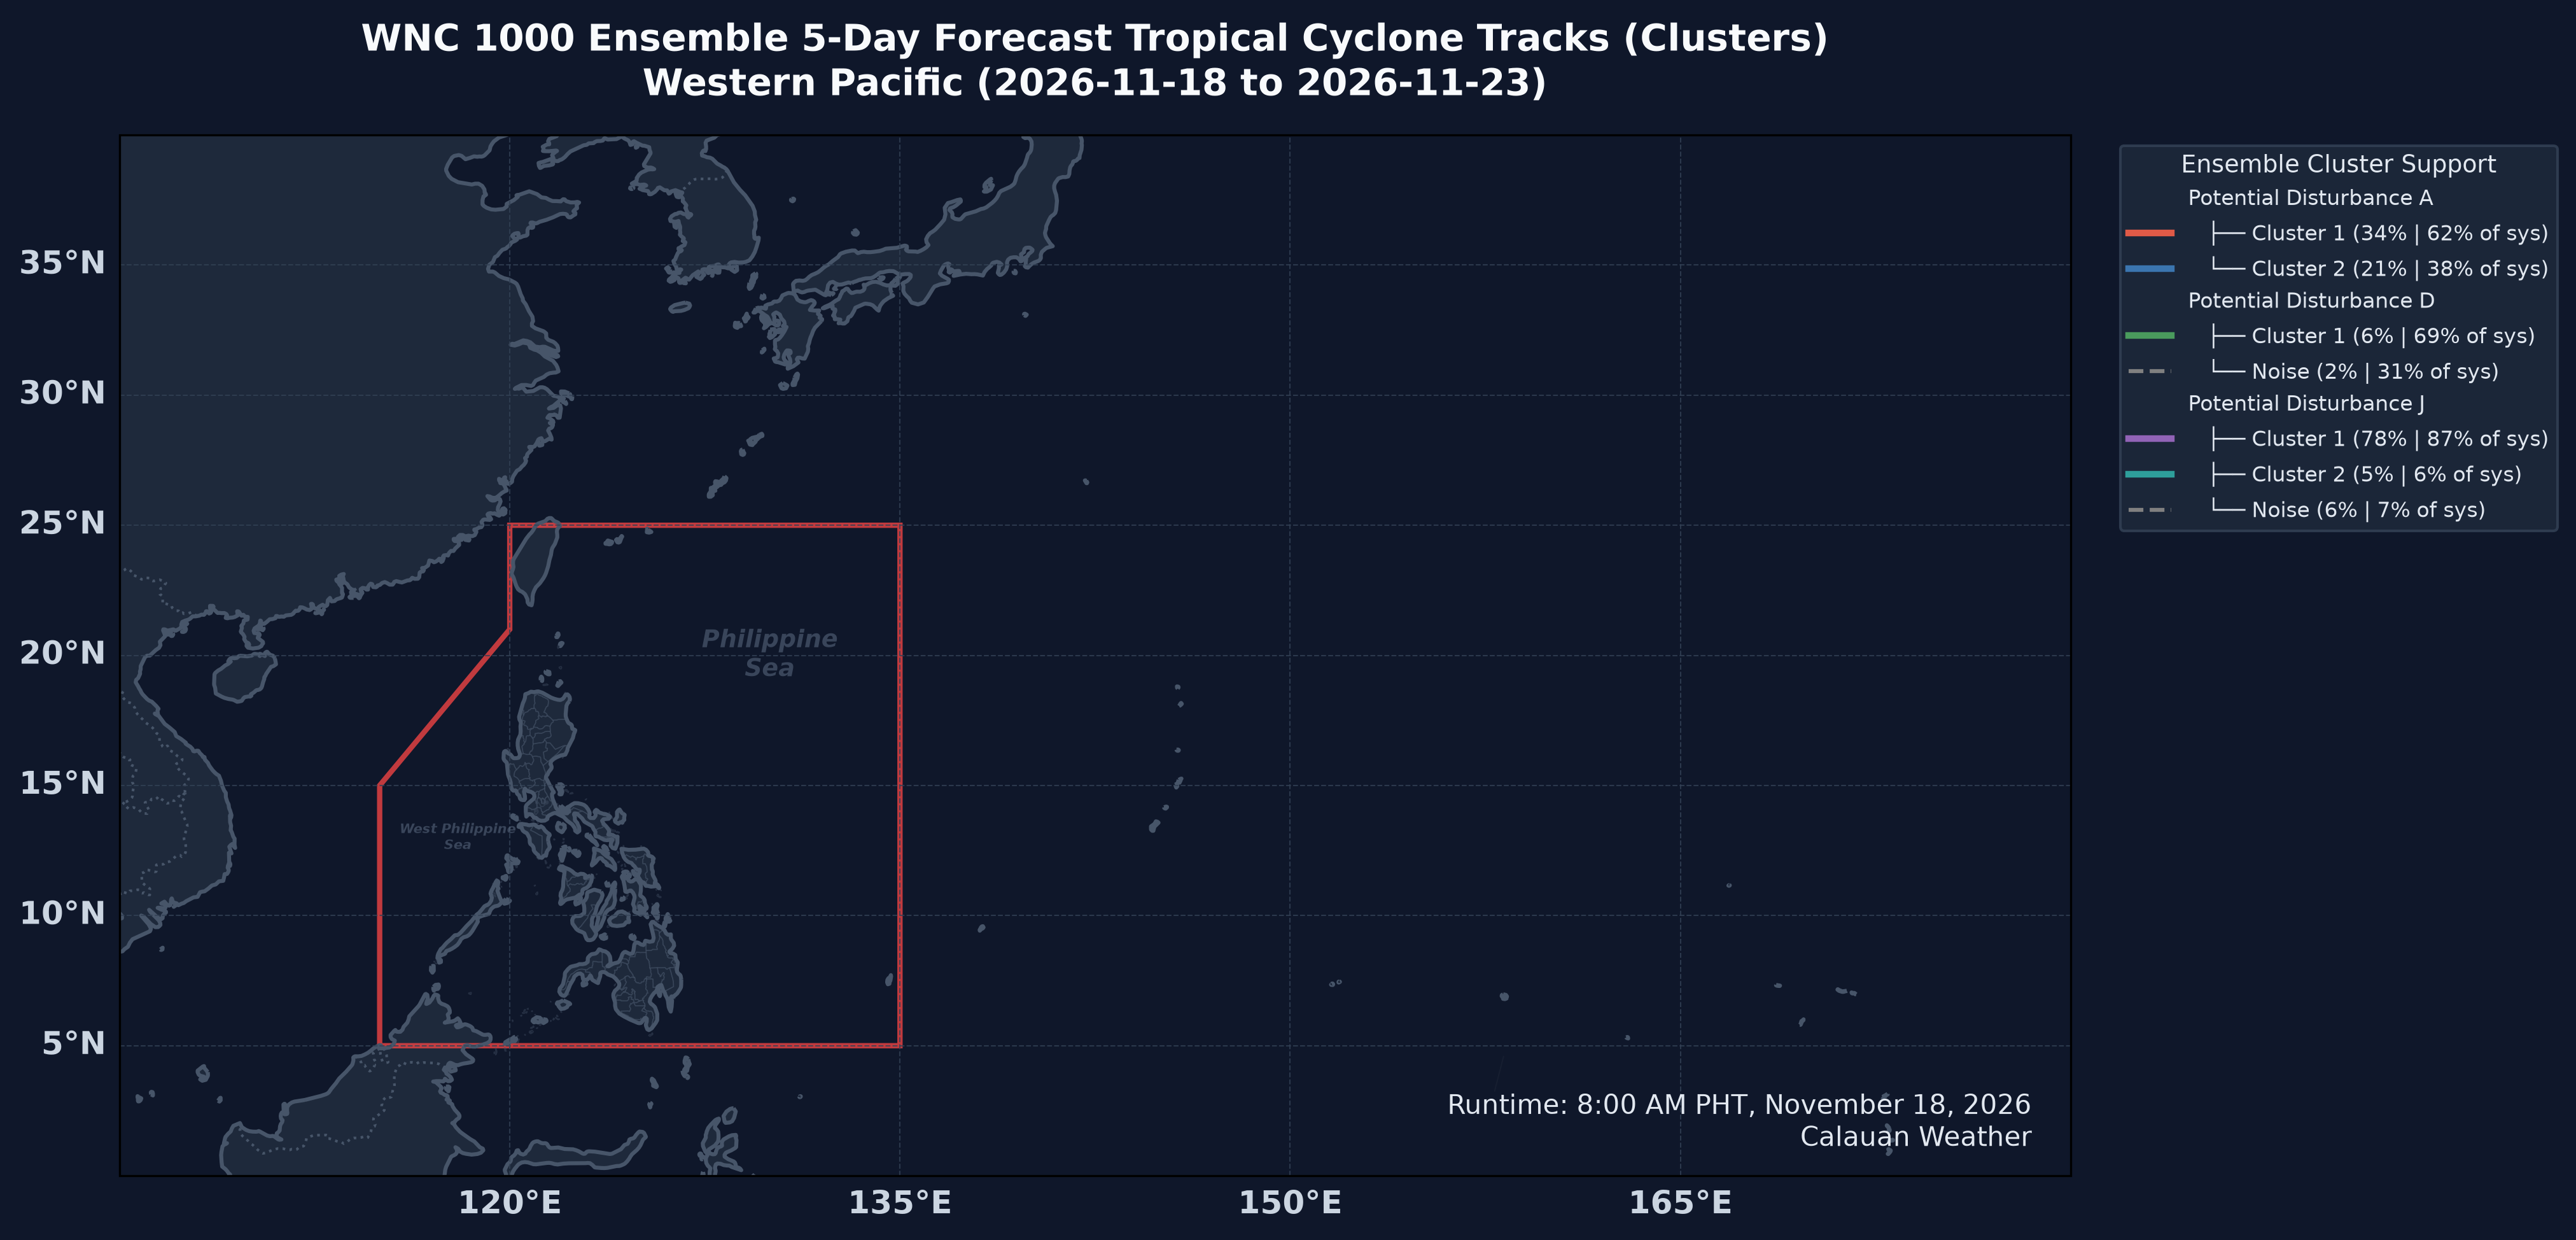 WNC 1000 Ensemble 5-Day Forecast Tropical Cyclone Tracks (Clusters)
Western Pacific (2026-11-18 to 2026-11-23)
Ensemble Cluster Support
Potential Disturbance A
├── Cluster 1 (34% | 62% of sys)
└── Cluster 2 (21% | 38% of sys)
Potential Disturbance D
├── Cluster 1 (6% | 69% of sys)
└── Noise (2% | 31% of sys)
Potential Disturbance J
├── Cluster 1 (78% | 87% of sys)
├── Cluster 2 (5% | 6% of sys)
└── Noise (6% | 7% of sys)
35°N
30°N
25°N
20°N
15°N
10°N
5°N
Philippine
Sea
West Philippine
Sea
Runtime: 8:00 AM PHT, November 18, 2026
Calauan Weather
120°E
135°E
150°E
165°E